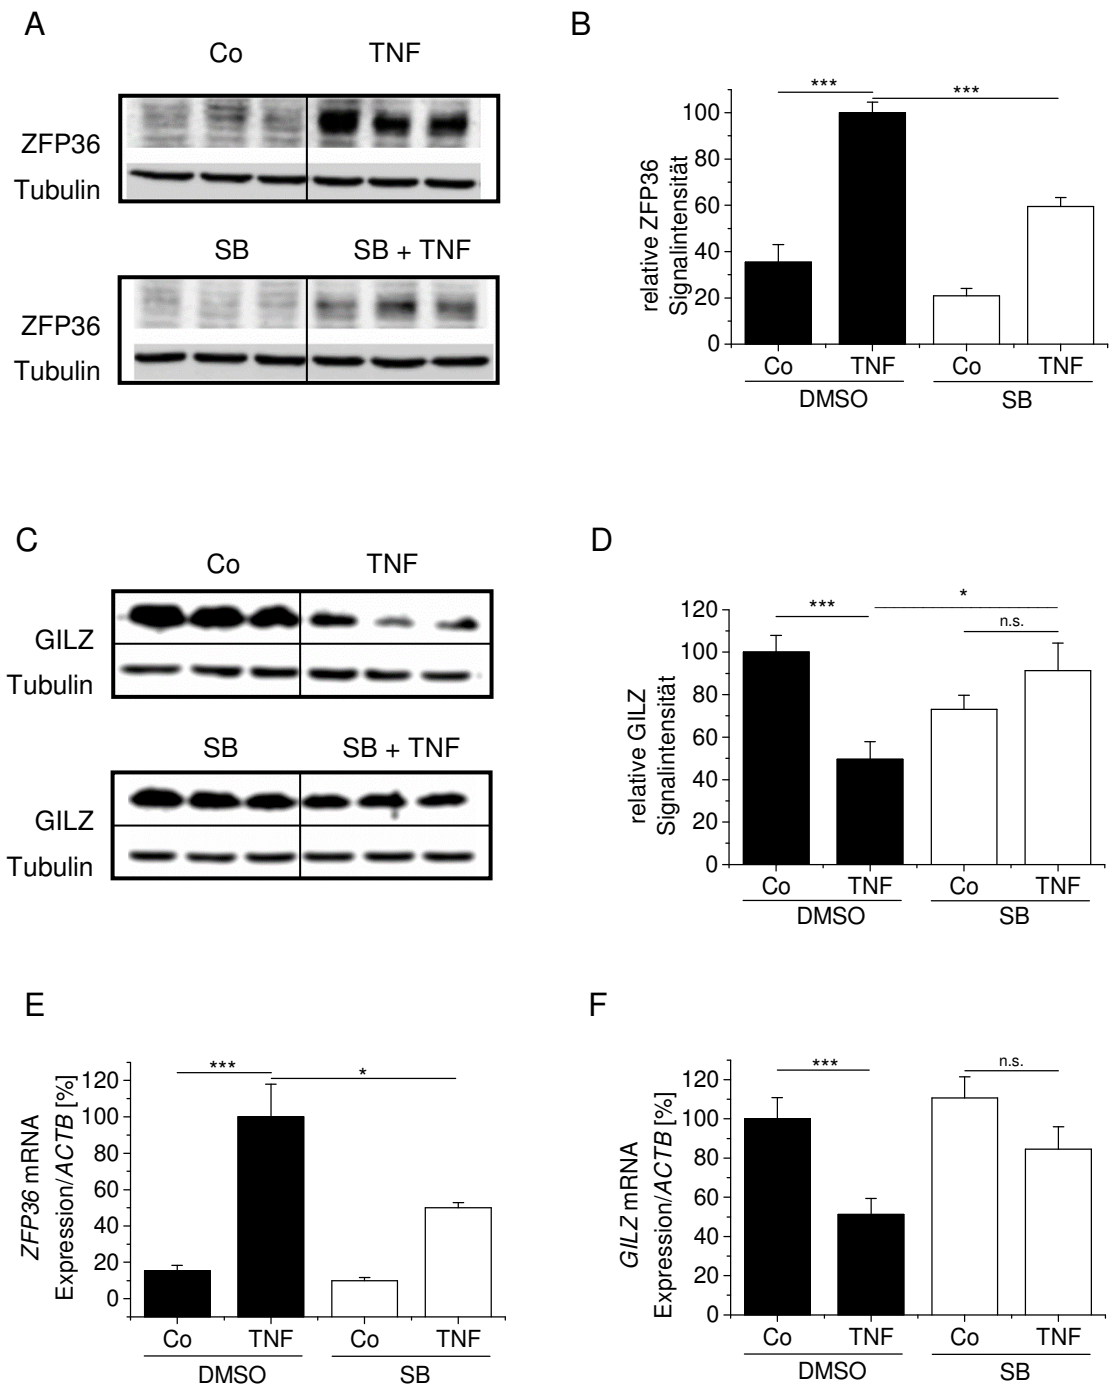 A
Co TNF
ZFP36
Tubulin
SB SB + TNF
ZFP36
Tubulin
B
relative ZFP36
Signalintensität
*** ***
100
80
60
40
20
0
Co TNF Co TNF
DMSO SB
C
Co TNF
GILZ
Tubulin
SB SB + TNF
GILZ
Tubulin
D
relative GILZ
Signalintensität
*** *
n.s.
120
100
80
60
40
20
0
Co TNF Co TNF
DMSO SB
E
ZFP36 mRNA
Expression/ACTB [%]
*** *
120
100
80
60
40
20
0
Co TNF Co TNF
DMSO SB
F
GILZ mRNA
Expression/ACTB [%]
*** n.s.
120
100
80
60
40
20
0
Co TNF Co TNF
DMSO SB